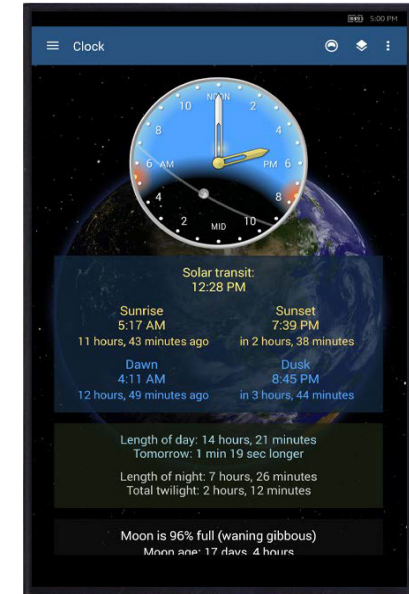 5:00 PM
Clock
NOON
10
2
8
4
6 AM
PM 6
4
8
2
MID
10
Solar transit:
12:28 PM
Sunrise
Sunset
5:17 AM
7:39 PM
11 hours, 43 minutes ago
in 2 hours, 38 minutes
Dawn
Dusk
4:11 AM
8:45 PM
12 hours, 49 minutes ago
in 3 hours, 44 minutes
Length of day: 14 hours, 21 minutes
Tomorrow: 1 min 19 sec longer
Length of night: 7 hours, 26 minutes
Total twilight: 2 hours, 12 minutes
Moon is 96% full (waning gibbous)
Moon age: 17 days, 4 hours